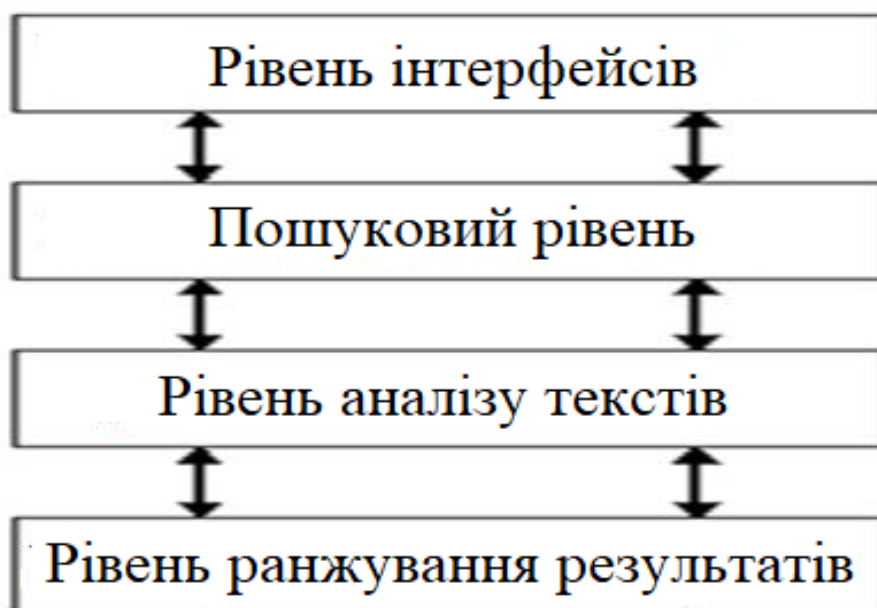 Рівень інтерфейсів
Пошуковий рівень
Рівень аналізу текстів
Рівень ранжування результатів